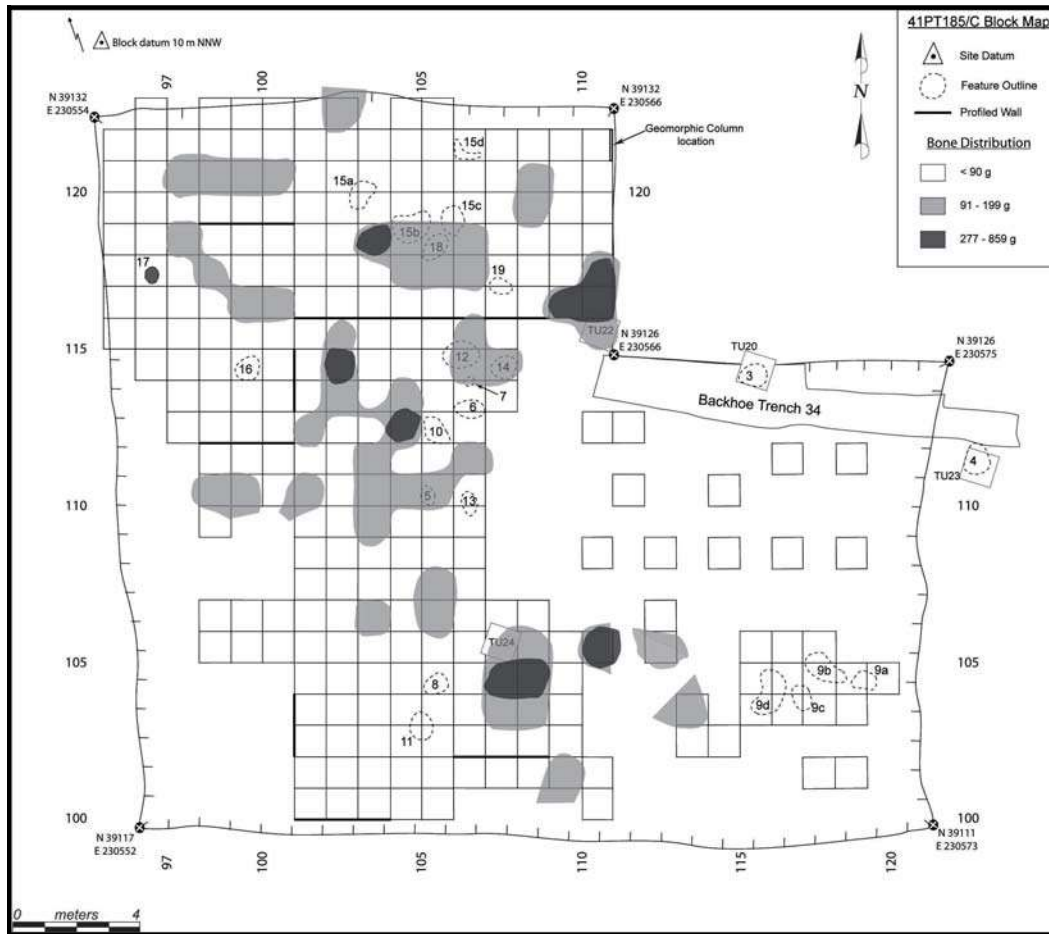 41PT185/C Block Map
Site Datum
Feature Outline
Profiled Wall
Bone Distribution
< 90 g
91 - 199 g
277 - 859 g
Block datum 10 m NNW
N
97
100
105
110
N 39132
E 230554
N 39132
E 230566
Geomorphic Column
location
15d
120
15a
15c
120
15b
18
17
19
TU22
N 39126
E 230566
TU20
N 39126
E 230575
115
12
14
16
3
7
6
Backhoe Trench 34
10
4
TU23
110
5
13
110
105
TU24
105
9b
9a
8
9d
9c
11
100
100
N 39117
E 230552
N 39111
E 230573
97
100
105
110
115
120
0 meters 4